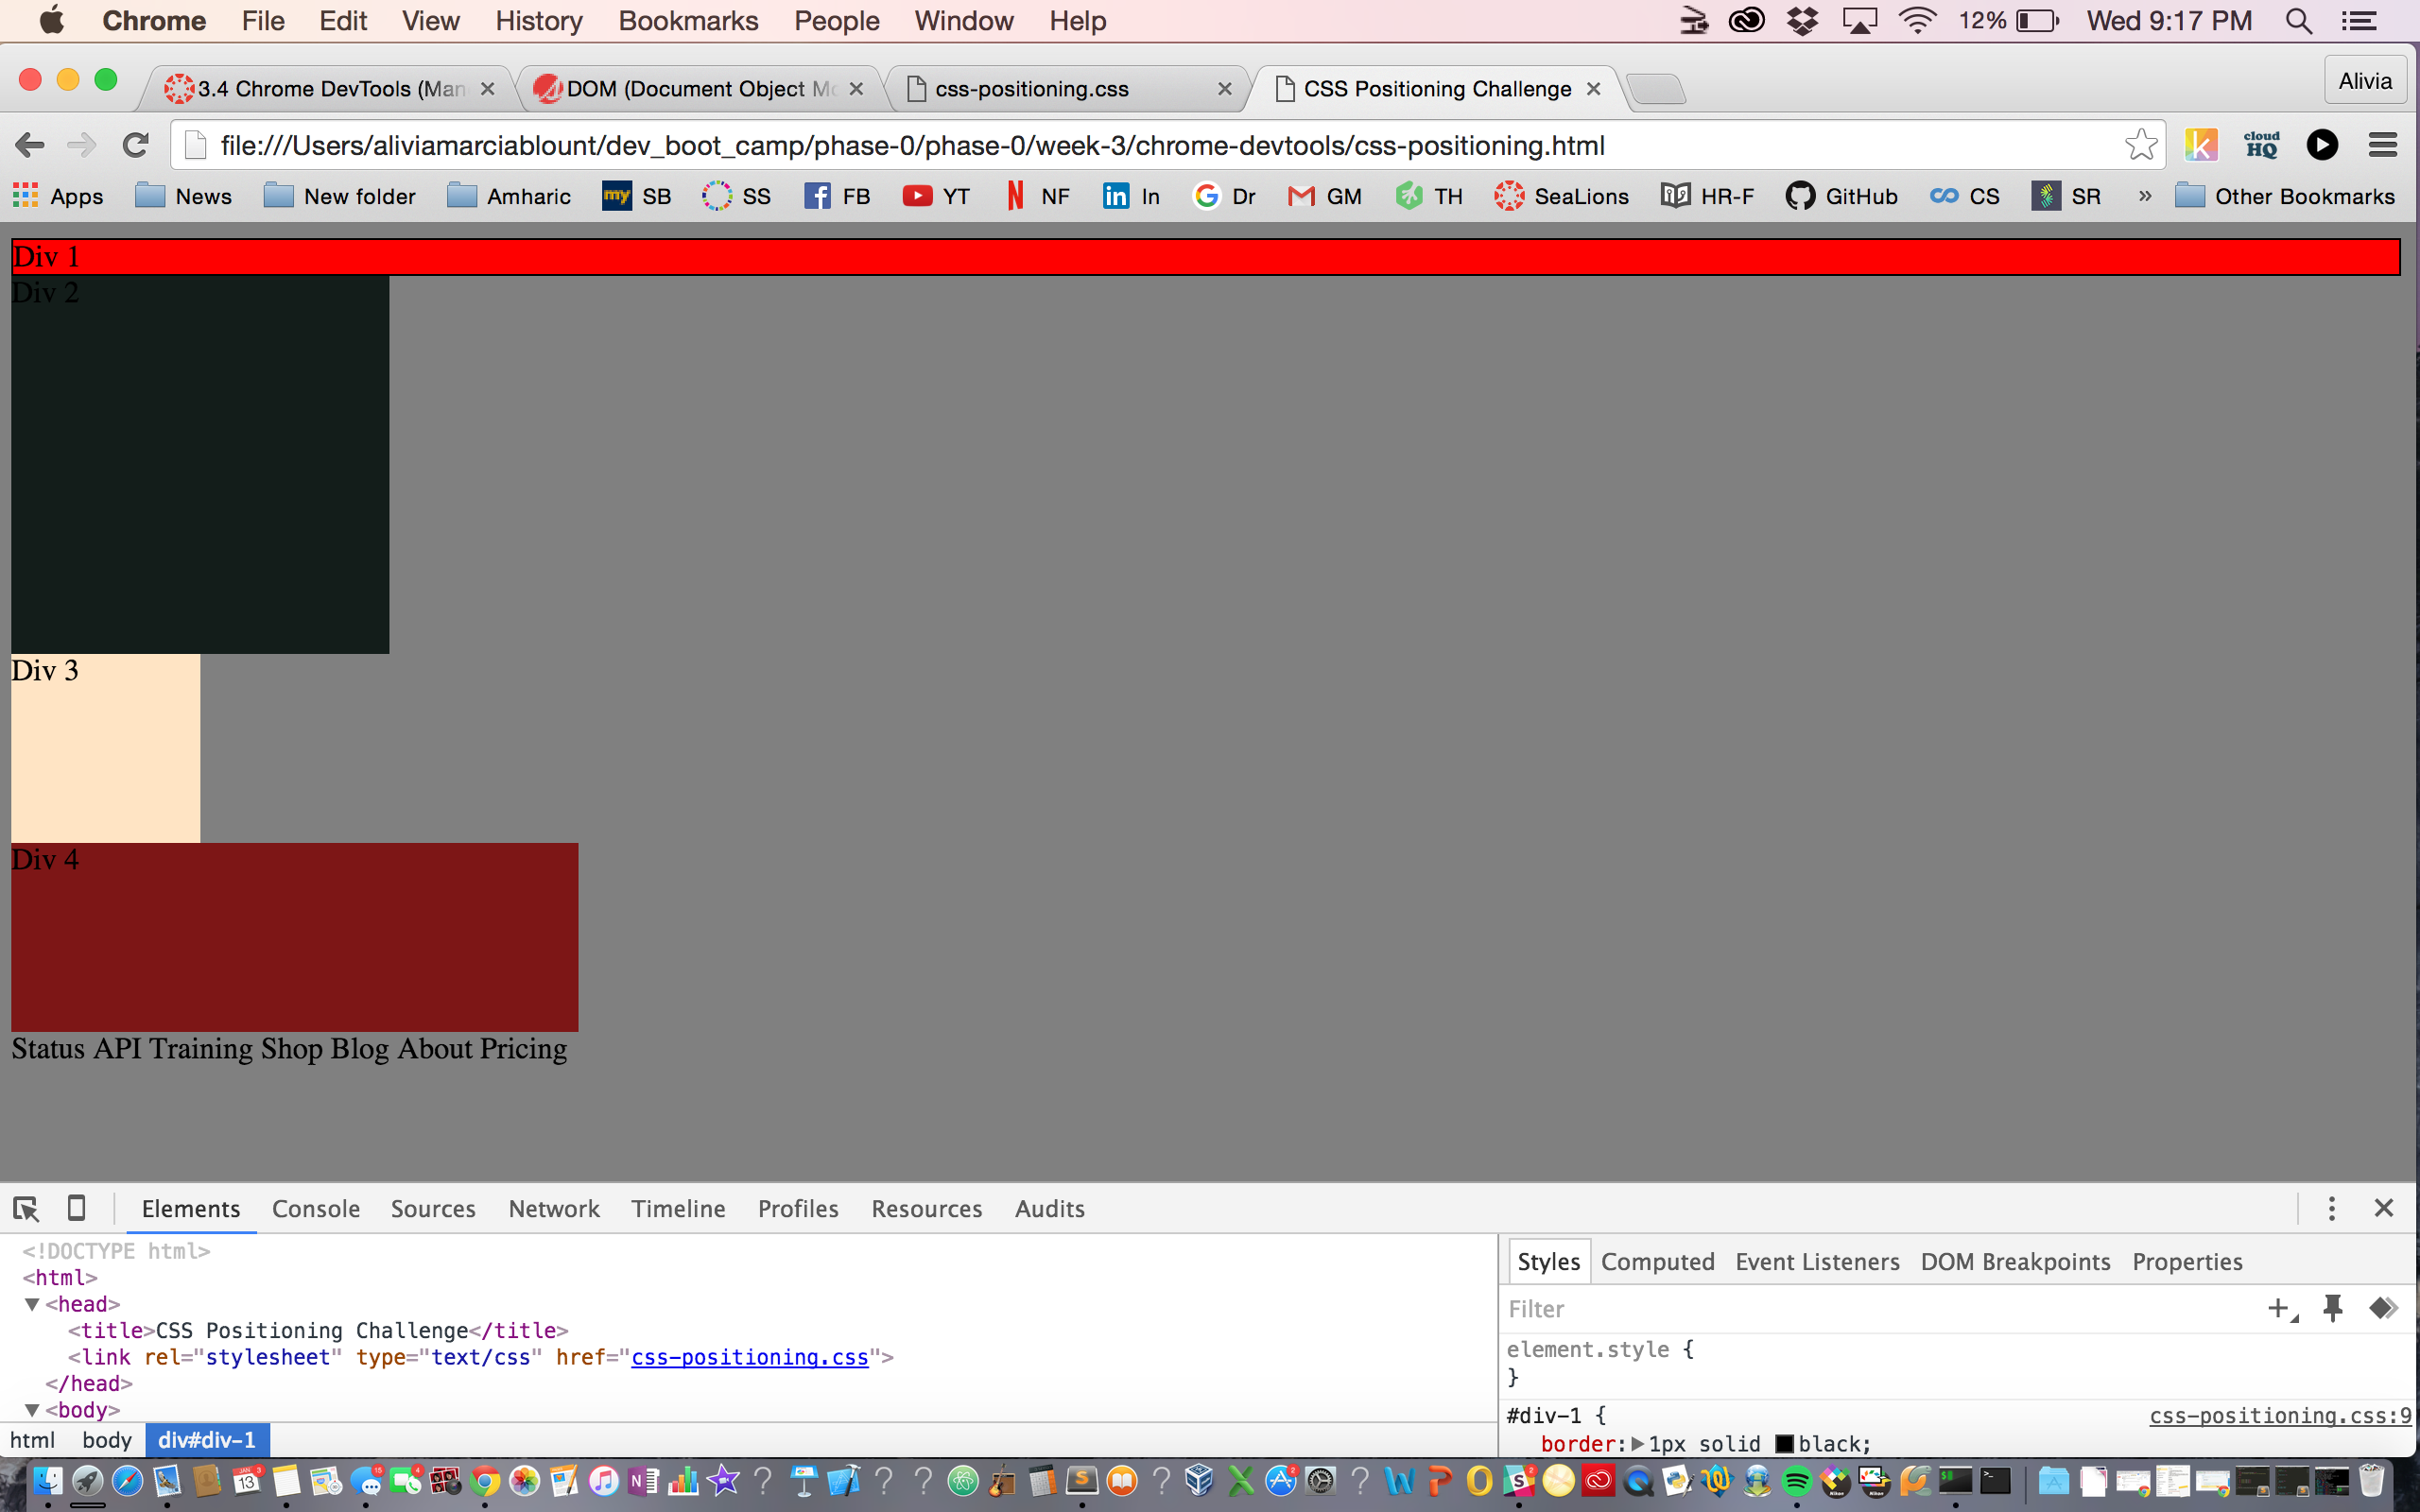 Chrome File Edit View History Bookmarks People Window Help 12% Wed 9:17 PM
3.4 Chrome DevTools (Man DOM (Document Object Mo css-positioning.css CSS Positioning Challenge Alivia
file:///Users/aliviamarciablount/dev_boot_camp/phase-0/phase-0/week-3/chrome-devtools/css-positioning.html k cloud HQ
Apps News New folder Amharic my SB SS FB YT NF in In Dr GM TH SeaLions HR-F GitHub CS SR » Other Bookmarks
Div 1
Div 2
Div 3
Div 4
Status API Training Shop Blog About Pricing
Elements Console Sources Network Timeline Profiles Resources Audits
<!DOCTYPE html>
<html>
<head>
<title>CSS Positioning Challenge</title>
<link rel="stylesheet" type="text/css" href="css-positioning.css">
</head>
<body>
html body div#div-1
Styles Computed Event Listeners DOM Breakpoints Properties
Filter
element.style {
}
#div-1 { css-positioning.css:9
border: 1px solid black;